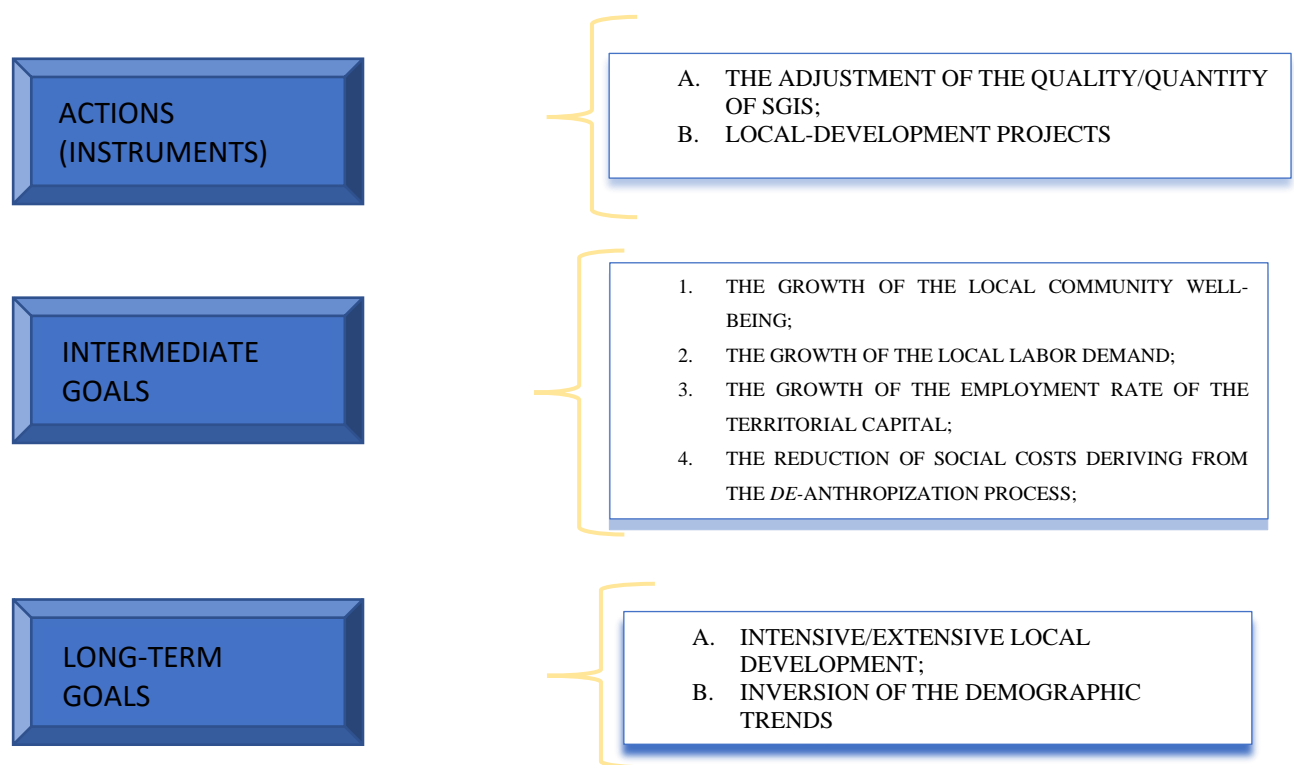 ACTIONS
(INSTRUMENTS)
A. THE ADJUSTMENT OF THE QUALITY/QUANTITY
OF SGIS;
B. LOCAL-DEVELOPMENT PROJECTS
INTERMEDIATE
GOALS
1. THE GROWTH OF THE LOCAL COMMUNITY WELL-
BEING;
2. THE GROWTH OF THE LOCAL LABOR DEMAND;
3. THE GROWTH OF THE EMPLOYMENT RATE OF THE
TERRITORIAL CAPITAL;
4. THE REDUCTION OF SOCIAL COSTS DERIVING FROM
THE DE-ANTHROPIZATION PROCESS;
LONG-TERM
GOALS
A. INTENSIVE/EXTENSIVE LOCAL
DEVELOPMENT;
B. INVERSION OF THE DEMOGRAPHIC
TRENDS